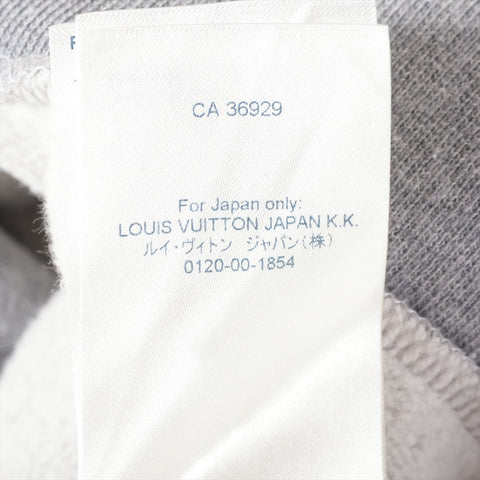 CA 36929
For Japan only:
LOUIS VUITTON JAPAN K.K.
ルイ・ヴィトン ジャパン(株)
0120-00-1854